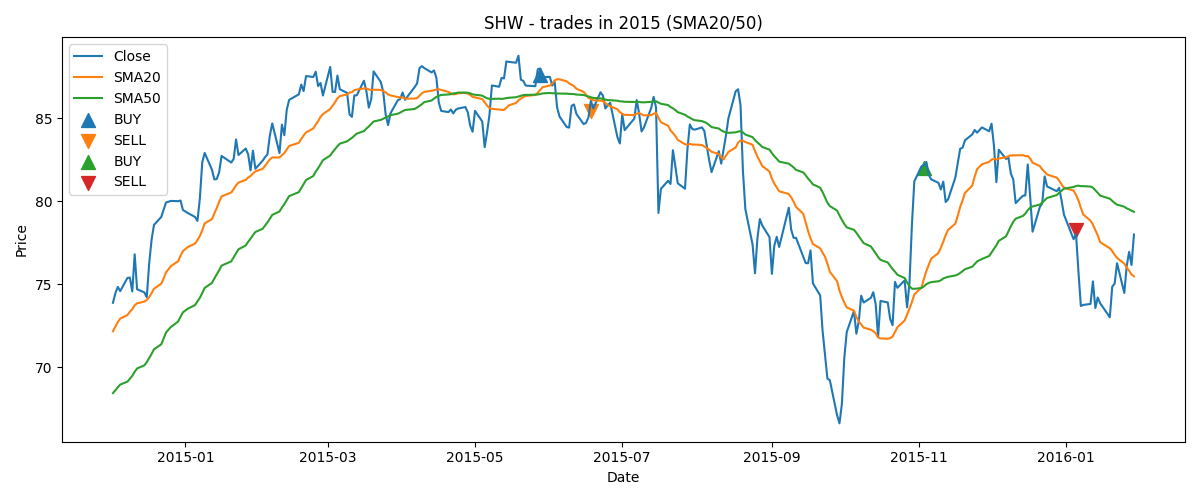 SHW - trades in 2015 (SMA20/50)
Close
SMA20
SMA50
BUY
SELL
BUY
SELL
Price
85
80
75
70
2015-01
2015-03
2015-05
2015-07
2015-09
2015-11
2016-01
Date